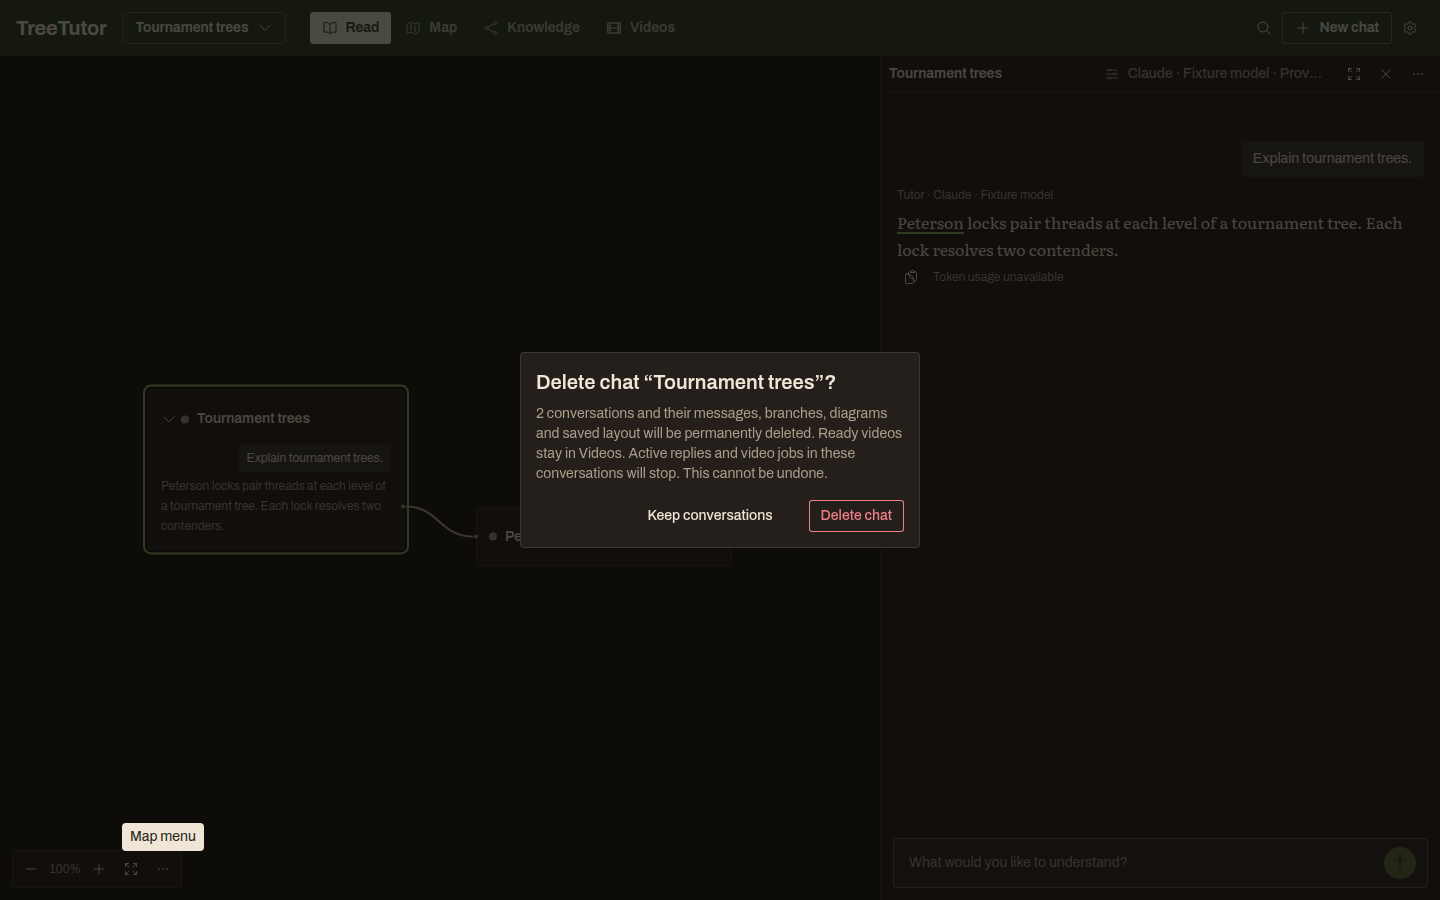 TreeTutor
Tournament trees
Read
Map
Knowledge
Videos
New chat
Tournament trees
Claude · Fixture model · Prov...
Explain tournament trees.
Tutor · Claude · Fixture model
Peterson locks pair threads at each level of a tournament tree. Each
lock resolves two contenders.
Token usage unavailable
Tournament trees
Explain tournament trees.
Peterson locks pair threads at each level of
a tournament tree. Each lock resolves two
contenders.
Pe
Delete chat “Tournament trees”?
2 conversations and their messages, branches, diagrams
and saved layout will be permanently deleted. Ready videos
stay in Videos. Active replies and video jobs in these
conversations will stop. This cannot be undone.
Keep conversations
Delete chat
Map menu
100%
What would you like to understand?